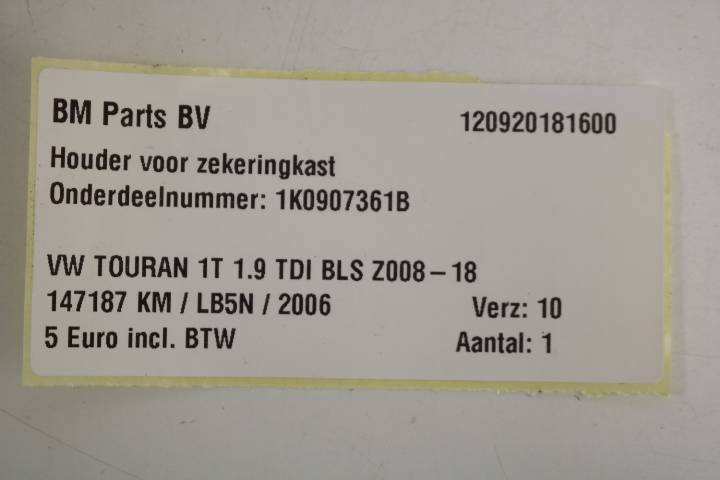 BM Parts BV 120920181600
Houder voor zekeringkast
Onderdeelnummer: 1K0907361B
VW TOURAN 1T 1.9 TDI BLS Z008-18
147187 KM / LB5N / 2006 Verz: 10
5 Euro incl. BTW Aantal: 1